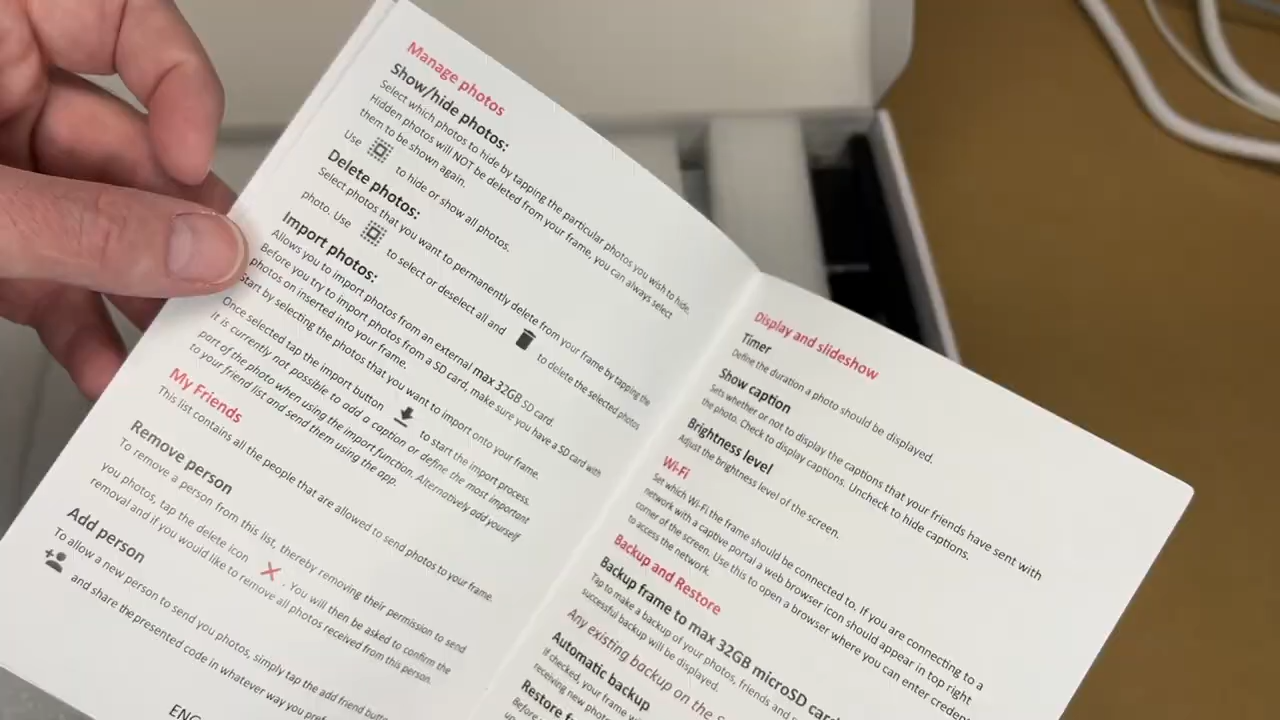 Manage photos
Show/hide photos:
Select which photos to hide by tapping the particular photos you wish to hide.
Hidden photos will NOT be deleted from your frame, you can always select
them to be shown again.
Use to hide or show all photos.
Delete photos:
Select photos that you want to permanently delete from your frame by tapping the
photo. Use to select or deselect all and to delete the selected photos
Import photos:
Allows you to import photos from an external max 32GB SD card.
Before you try to import photos from a SD card, make sure you have a SD card with
photos on inserted into your frame.
Start by selecting the photos that you want to import onto your frame.
Once selected tap the import button to start the import process.
It is currently not possible to add a caption or define the most important
part of the photo when using the import function. Alternatively add yourself
to your friend list and send them using the app.
My Friends
This list contains all the people that are allowed to send photos to your frame.
Remove person
To remove a person from this list, thereby removing their permission to send
you photos, tap the delete icon . You will then be asked to confirm the
removal and if you would like to remove all photos received from this person.
Add person
To allow a new person to send you photos, simply tap the add friend
and share the presented code in whatever way you
ENG
Display and slideshow
Timer
Define the duration a photo should be displayed.
Show caption
Sets whether or not to display the captions that your friends have sent with
the photo. Check to display captions. Uncheck to hide captions.
Brightness level
Adjust the brightness level of the screen.
Wi-Fi
Set which Wi-Fi the frame should be connected to. If you are connecting to a
network with a captive portal a web browser icon should appear in top right
corner of the screen. Use this to open a browser where you can enter
to access the network.
Backup and Restore
Backup frame to max 32GB microSD card
Tap to make a backup of your photos, friends and
successful backup will be displayed.
Any existing backup on the
Automatic backup
If checked, your frame
receiving new
Restore
Before